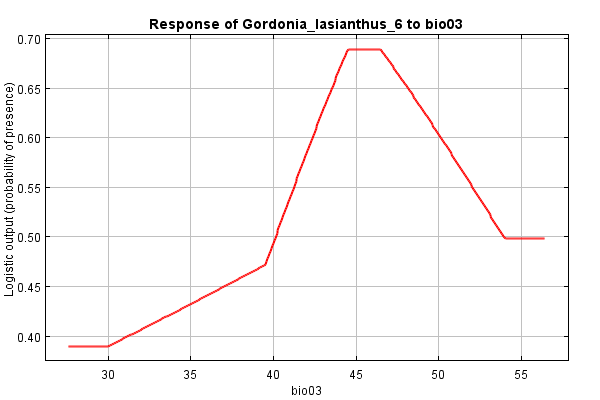 Response of Gordonia_lasianthus_6 to bio03
Logistic output (probability of presence)
0.70
0.65
0.60
0.55
0.50
0.45
0.40
30 35 40 45 50 55
bio03